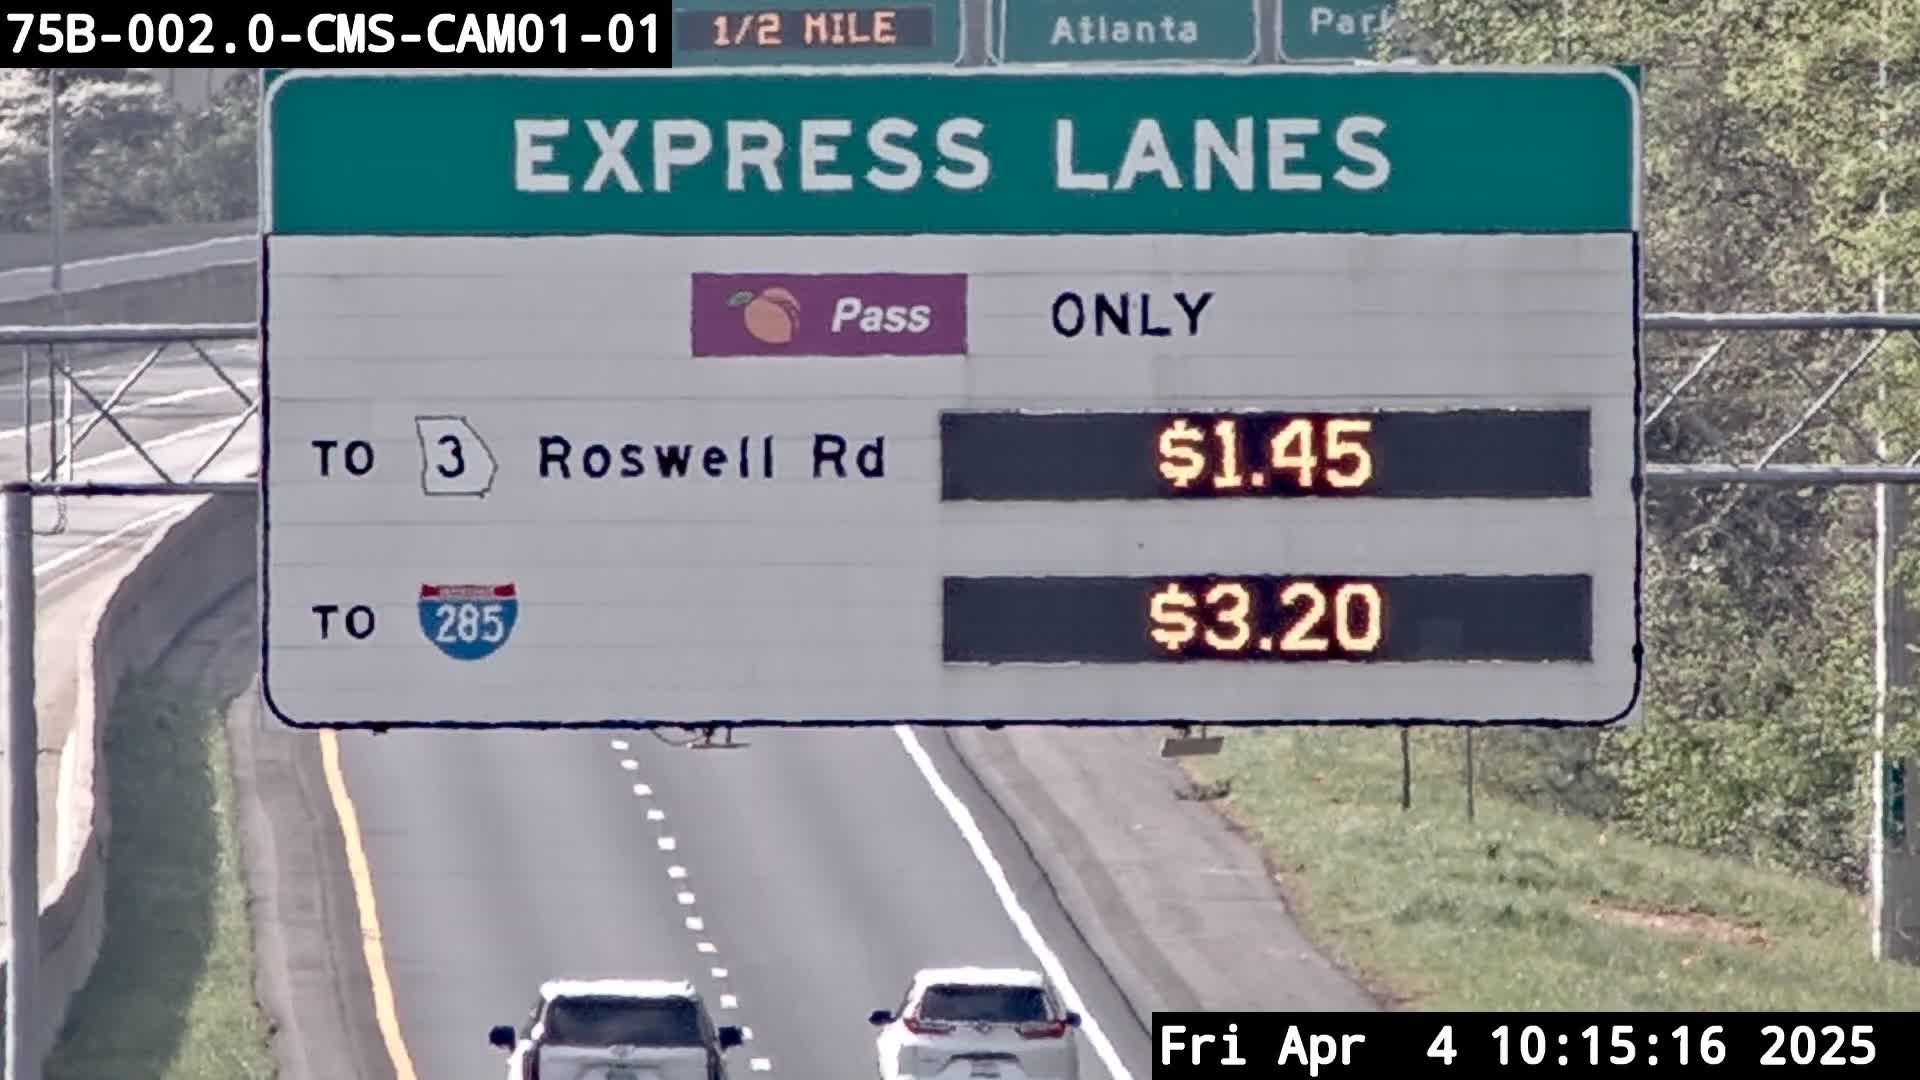 75B-002.0-CMS-CAM01-01
1/2 MILE
Atlanta
Park
EXPRESS LANES
Pass ONLY
TO 3 Roswell Rd $1.45
TO 285 $3.20
Fri Apr 4 10:15:16 2025